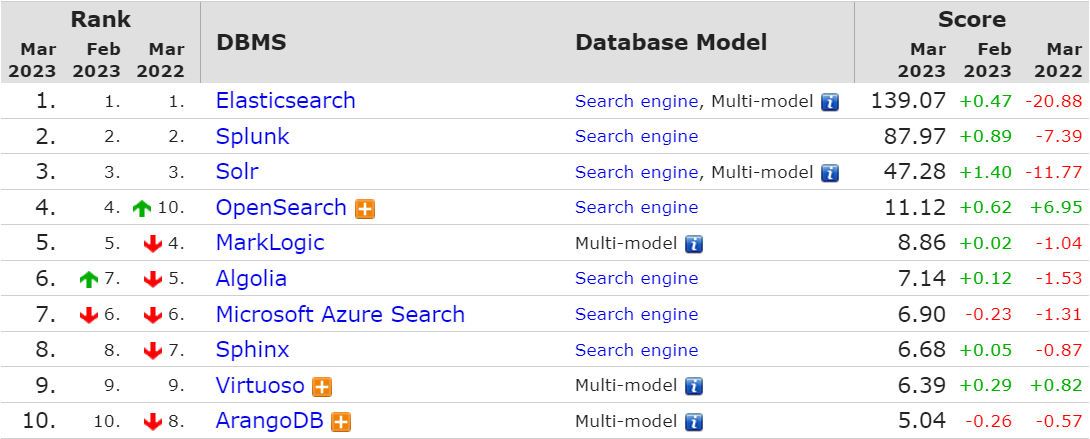 Rank DBMS Database Model Score
Mar 2023 Feb 2023 Mar 2022 Mar 2023 Feb 2023 Mar 2022
1. 1. 1. Elasticsearch Search engine, Multi-model i 139.07 +0.47 -20.88
2. 2. 2. Splunk Search engine 87.97 +0.89 -7.39
3. 3. 3. Solr Search engine, Multi-model i 47.28 +1.40 -11.77
4. 4. 10. OpenSearch + Search engine 11.12 +0.62 +6.95
5. 5. 4. MarkLogic Multi-model i 8.86 +0.02 -1.04
6. 7. 5. Algolia Search engine 7.14 +0.12 -1.53
7. 6. 6. Microsoft Azure Search Search engine 6.90 -0.23 -1.31
8. 8. 7. Sphinx Search engine 6.68 +0.05 -0.87
9. 9. 9. Virtuoso + Multi-model i 6.39 +0.29 +0.82
10. 10. 8. ArangoDB + Multi-model i 5.04 -0.26 -0.57